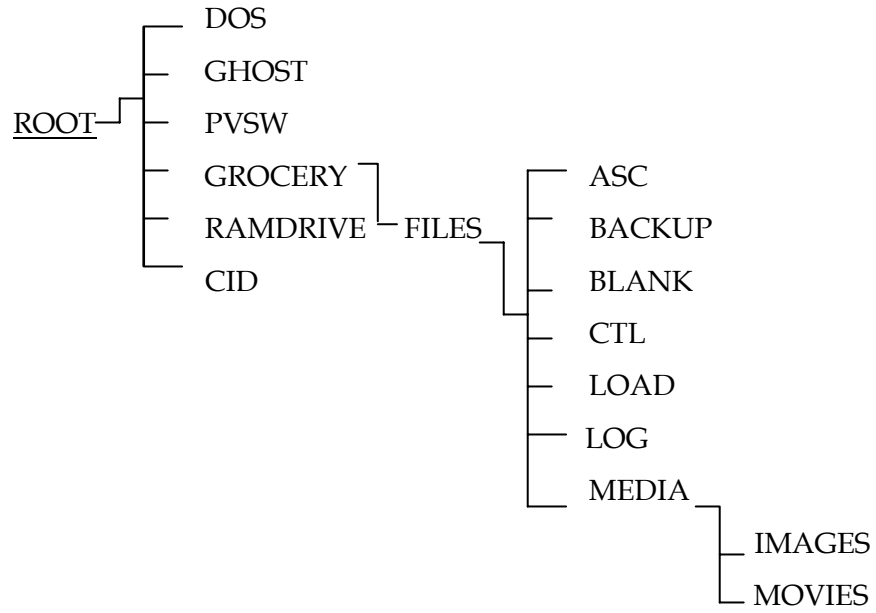 DOS
GHOST
ROOT PVSW
GROCERY ASC
RAMDRIVE FILES BACKUP
CID BLANK
CTL
LOAD
LOG
MEDIA
IMAGES
MOVIES